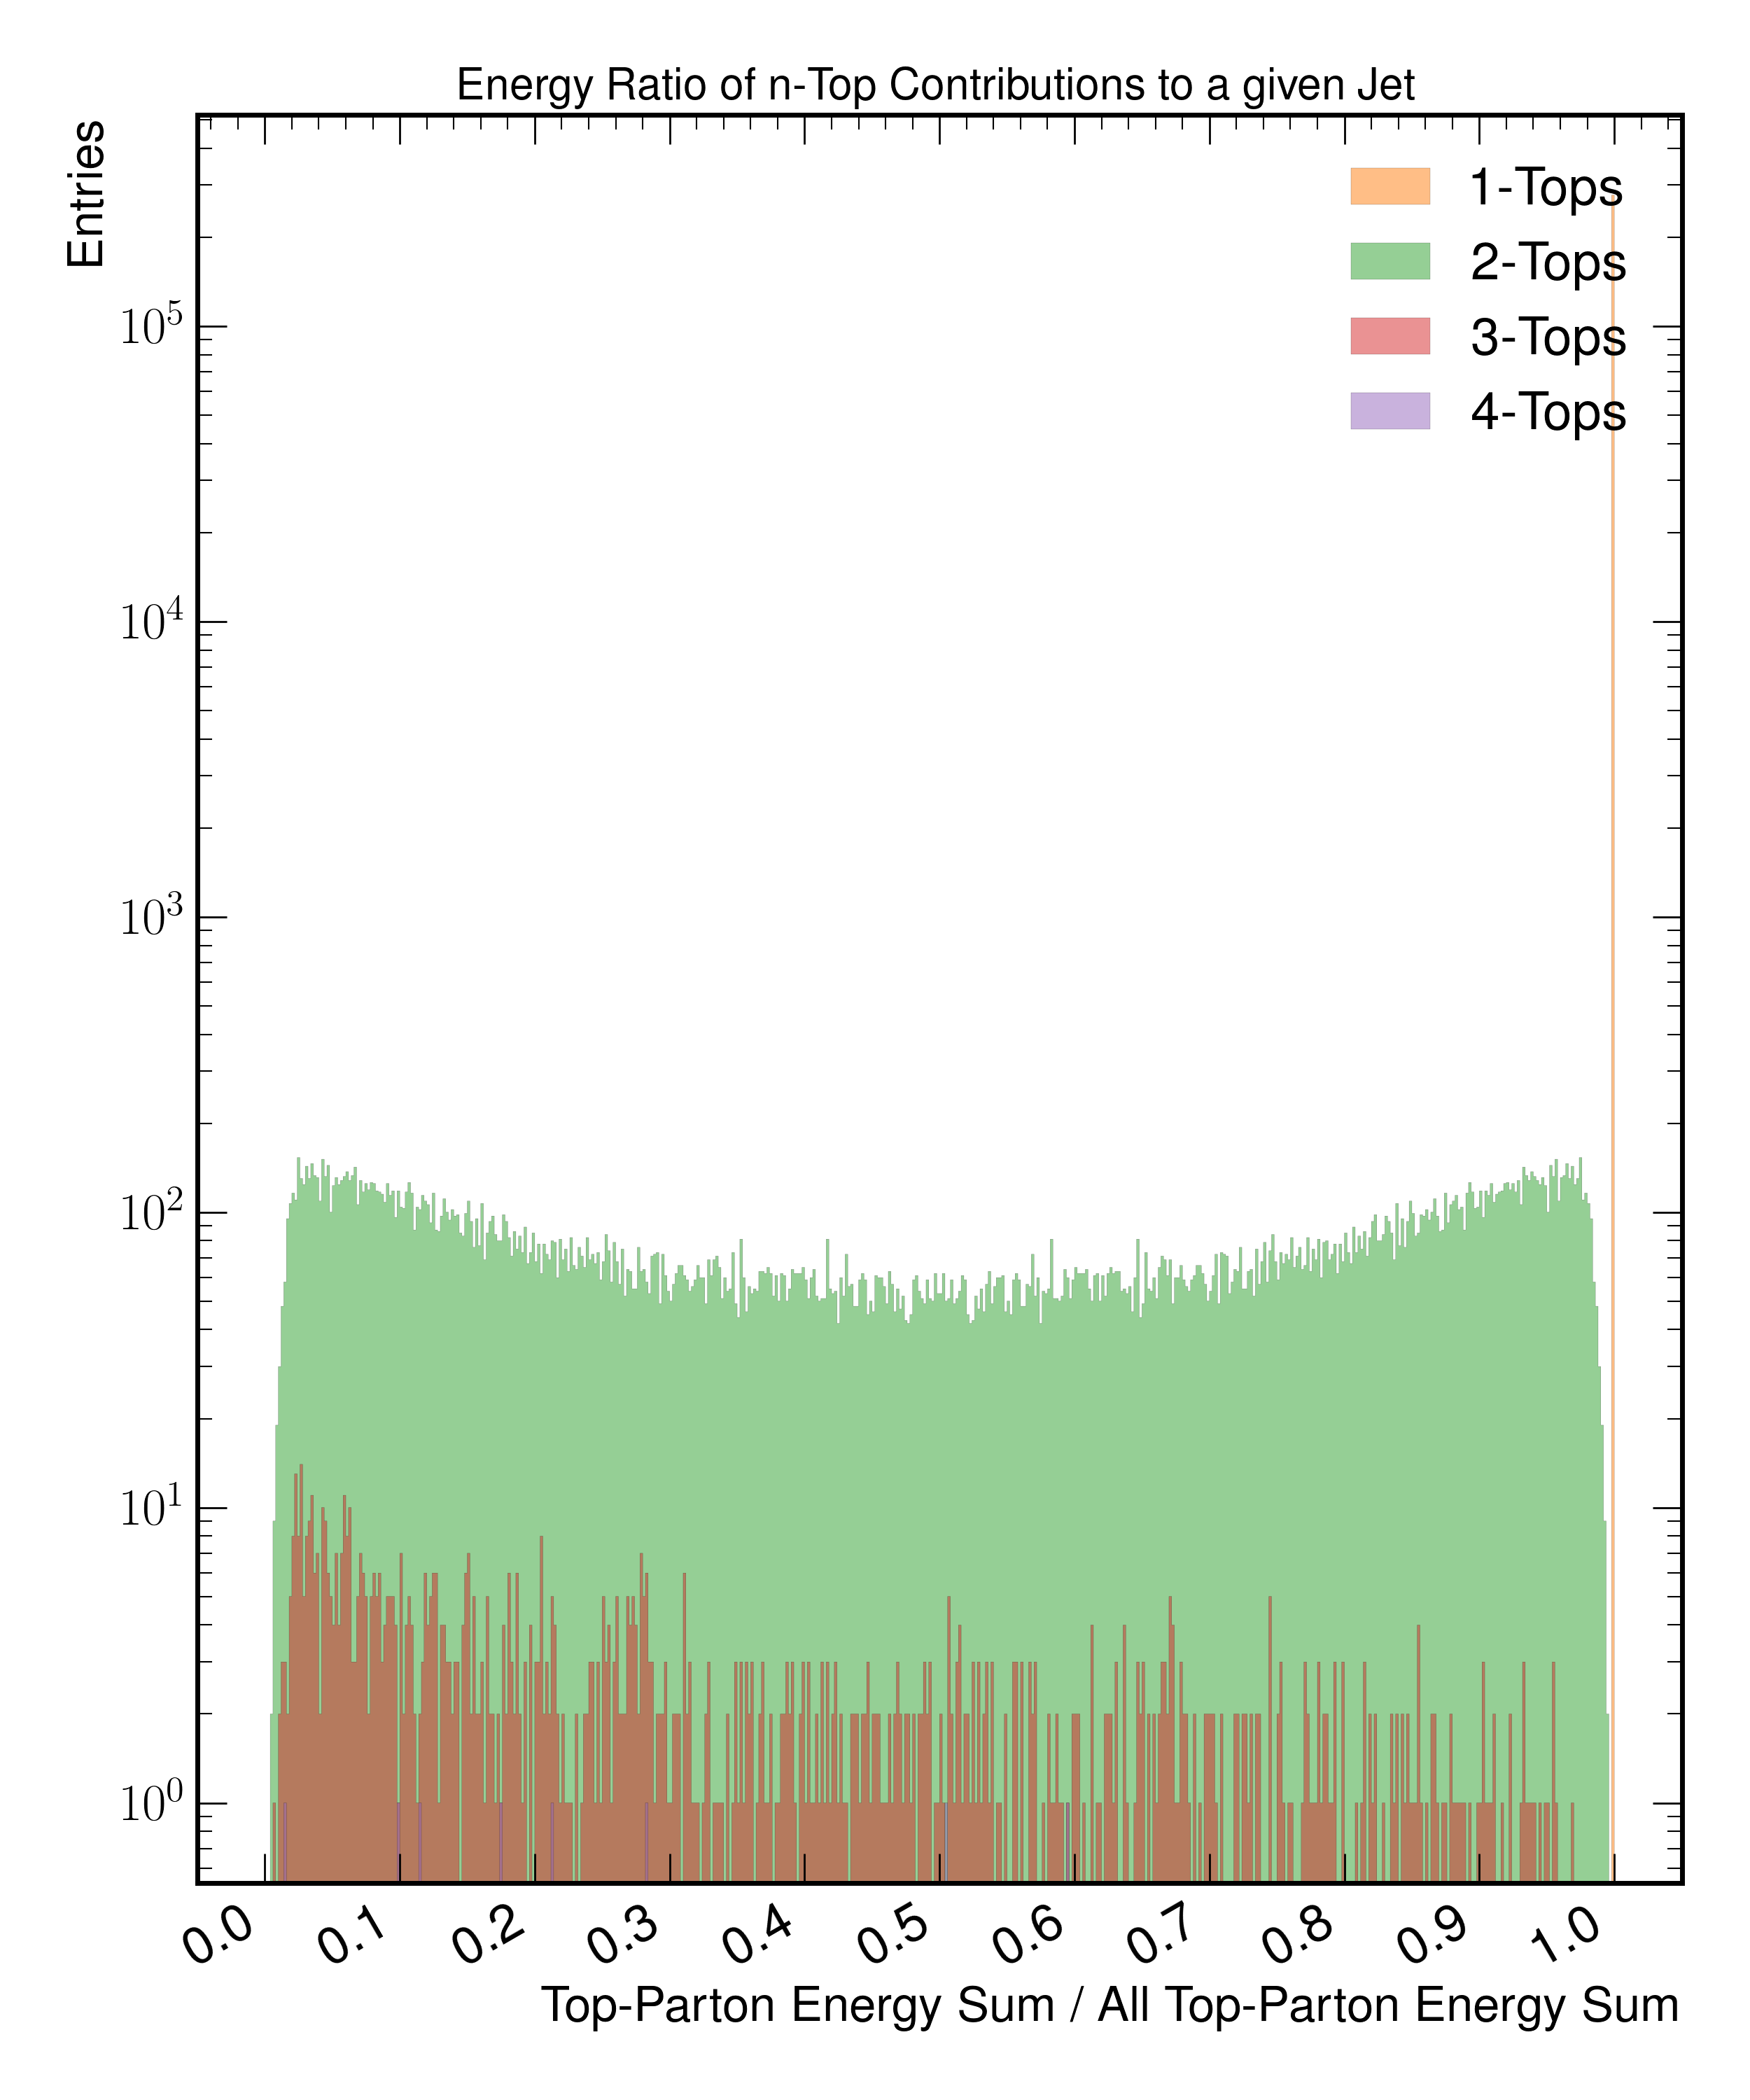 Energy Ratio of n-Top Contributions to a given Jet
Entries
1-Tops
2-Tops
3-Tops
4-Tops
10^5
10^4
10^3
10^2
10^1
10^0
0.0 0.1 0.2 0.3 0.4 0.5 0.6 0.7 0.8 0.9 1.0
Top-Parton Energy Sum / All Top-Parton Energy Sum